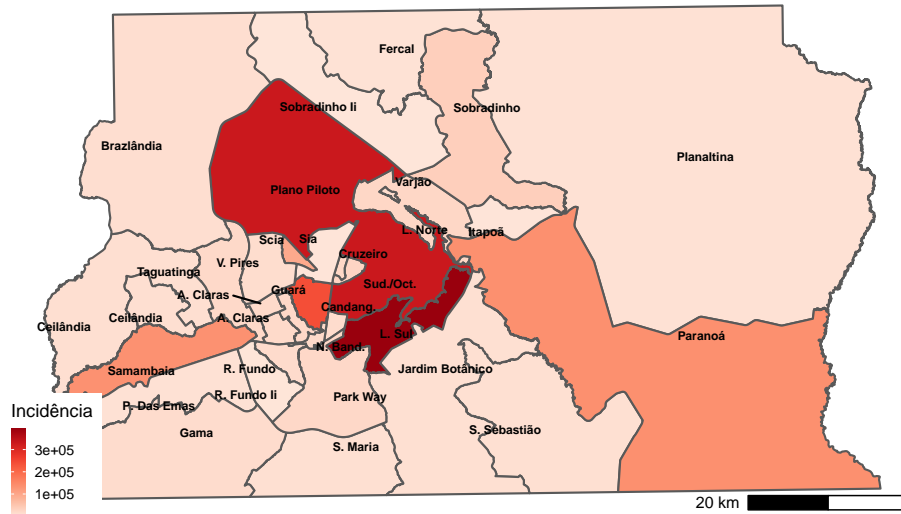 Fercal
Sobradinho Ii
Sobradinho
Brazlândia
Planaltina
Plano Piloto
Varjão
L. Norte
Itapoã
Scia
Sia
Cruzeiro
V. Pires
Taguatinga
Sud./Oct.
Guará
A. Claras
Candang.
Ceilândia
Ceilândia
A. Claras
L. Sul
N. Band.
Paranoá
Samambaia
R. Fundo
Jardim Botânico
R. Fundo Ii
Park Way
P. Das Emas
Gama
S. Maria
S. Sebastião
Incidência
3e+05
2e+05
1e+05
20 km